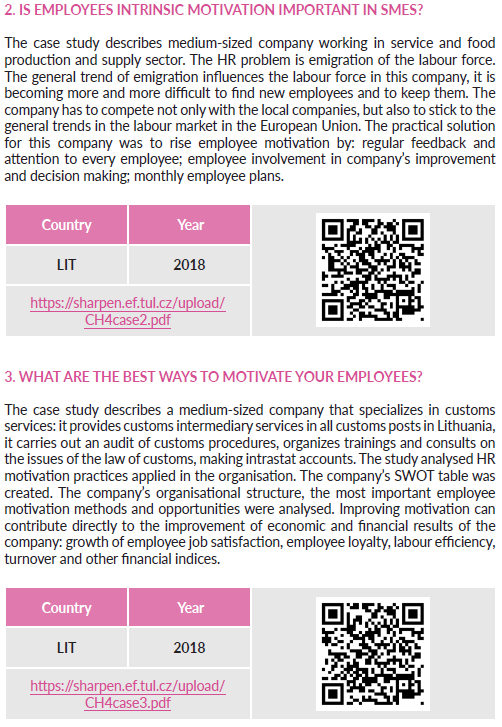 2. IS EMPLOYEES INTRINSIC MOTIVATION IMPORTANT IN SMES?
The case study describes medium-sized company working in service and food
production and supply sector. The HR problem is emigration of the labour force.
The general trend of emigration influences the labour force in this company, it is
becoming more and more difficult to find new employees and to keep them. The
company has to compete not only with the local companies, but also to stick to the
general trends in the labour market in the European Union. The practical solution
for this company was to rise employee motivation by: regular feedback and
attention to every employee; employee involvement in company's improvement
and decision making; monthly employee plans.
Country Year
LIT 2018
https://sharpen.ef.tul.cz/upload/
CH4case2.pdf
3. WHAT ARE THE BEST WAYS TO MOTIVATE YOUR EMPLOYEES?
The case study describes a medium-sized company that specializes in customs
services: it provides customs intermediary services in all customs posts in Lithuania,
it carries out an audit of customs procedures, organizes trainings and consults on
the issues of the law of customs, making intrastat accounts. The study analysed HR
motivation practices applied in the organisation. The company's SWOT table was
created. The company's organisational structure, the most important employee
motivation methods and opportunities were analysed. Improving motivation can
contribute directly to the improvement of economic and financial results of the
company: growth of employee job satisfaction, employee loyalty, labour efficiency,
turnover and other financial indices.
Country Year
LIT 2018
https://sharpen.ef.tul.cz/upload/
CH4case3.pdf